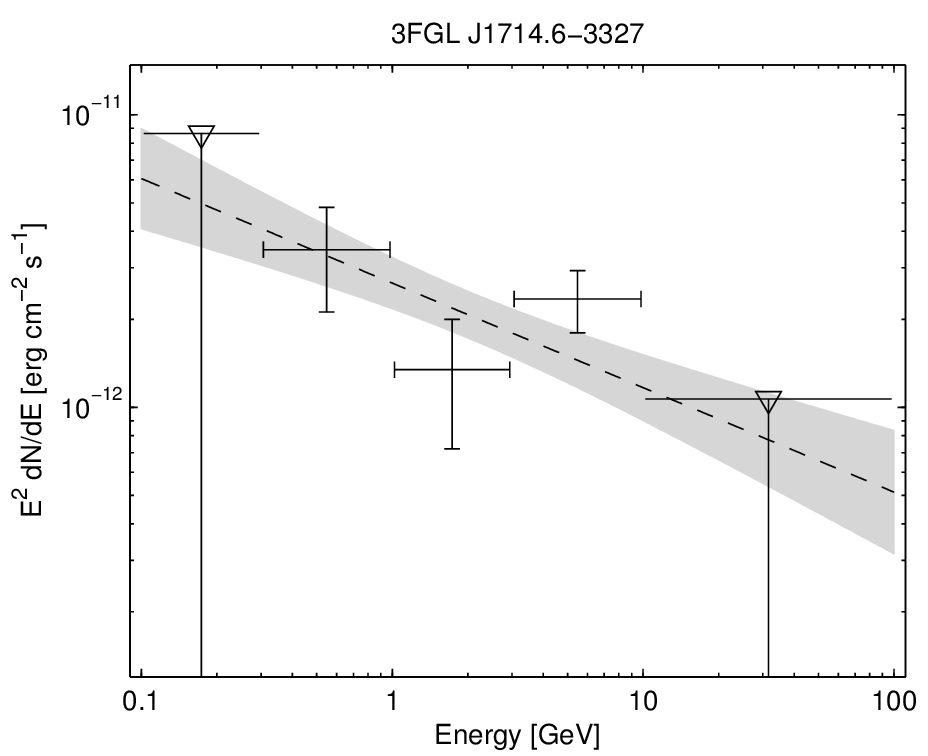 3FGL J1714.6−3327
10⁻¹¹
10⁻¹²
E² dN/dE [erg cm⁻² s⁻¹]
0.1 1 10 100
Energy [GeV]